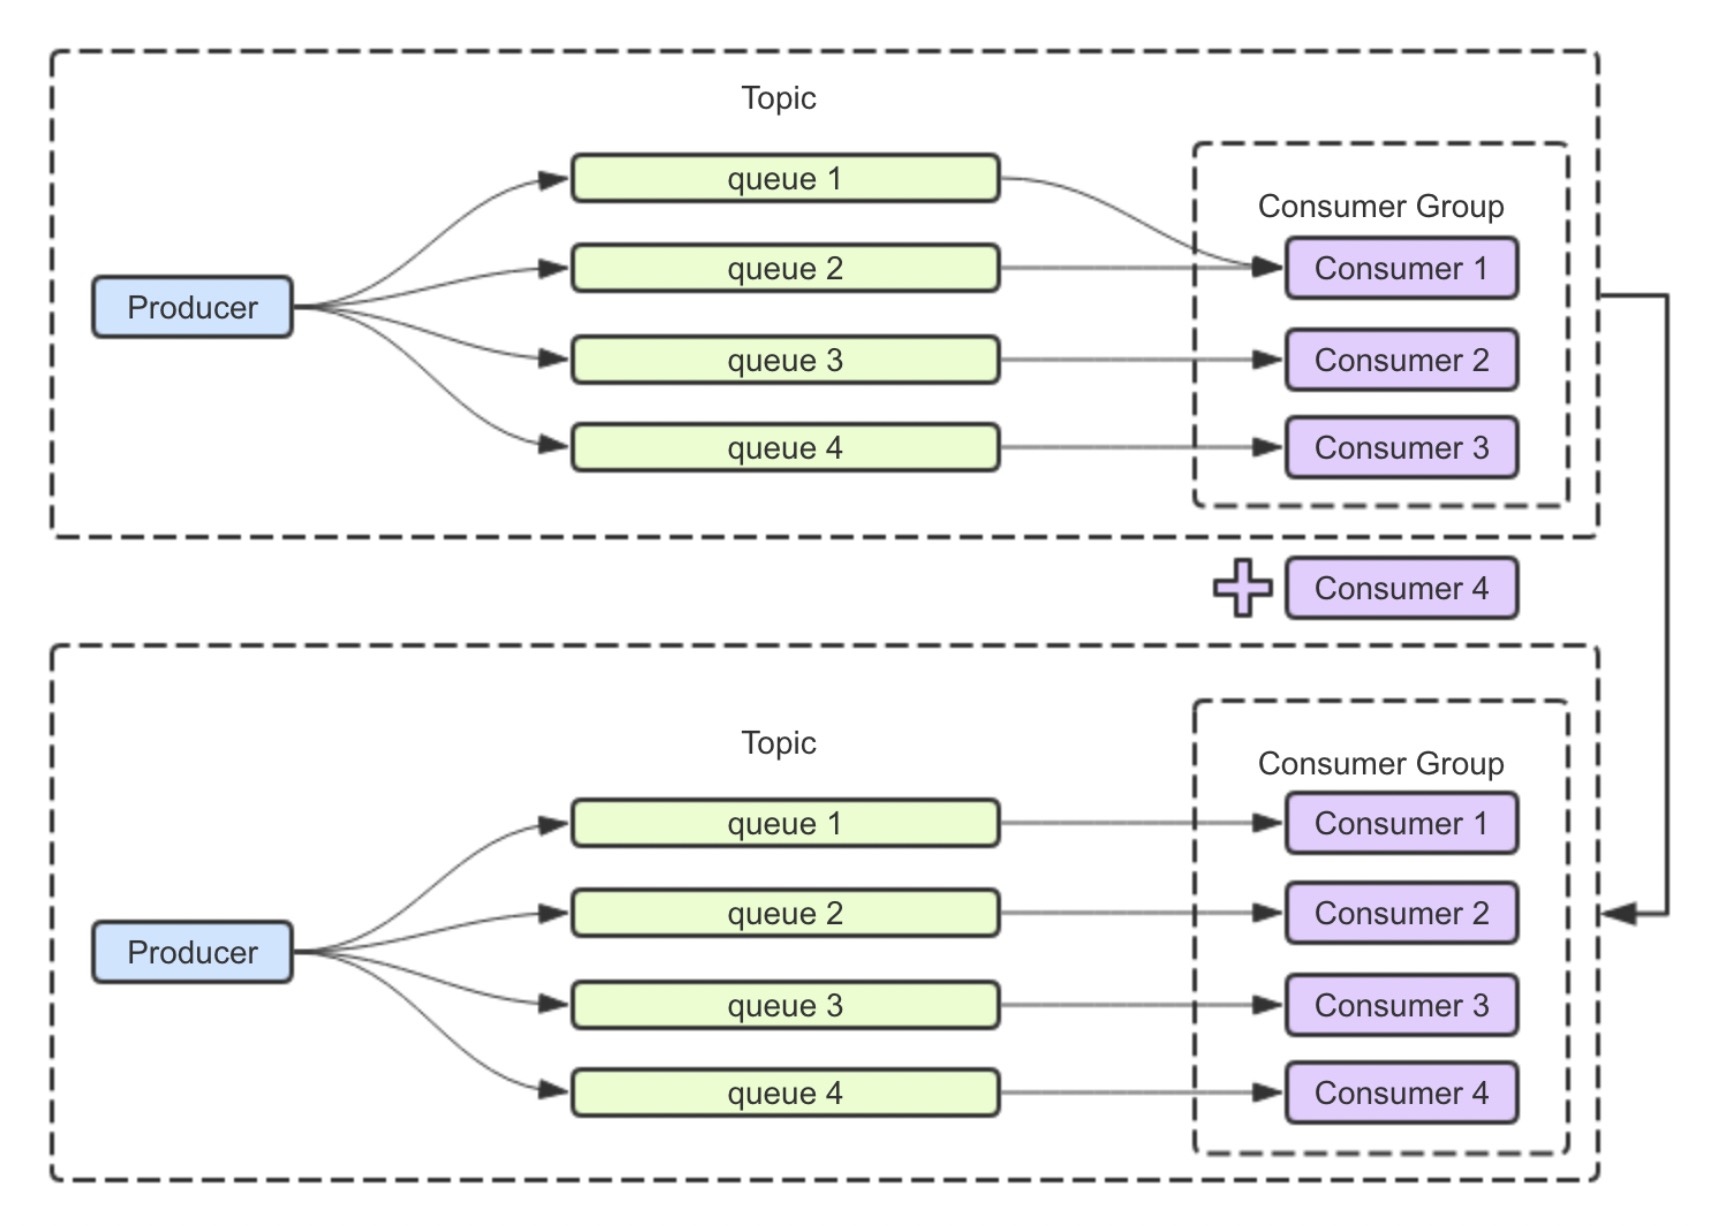 Topic
queue 1
Consumer Group
queue 2
Consumer 1
Producer
queue 3
Consumer 2
queue 4
Consumer 3
Consumer 4
Topic
Consumer Group
queue 1
Consumer 1
queue 2
Consumer 2
Producer
queue 3
Consumer 3
queue 4
Consumer 4